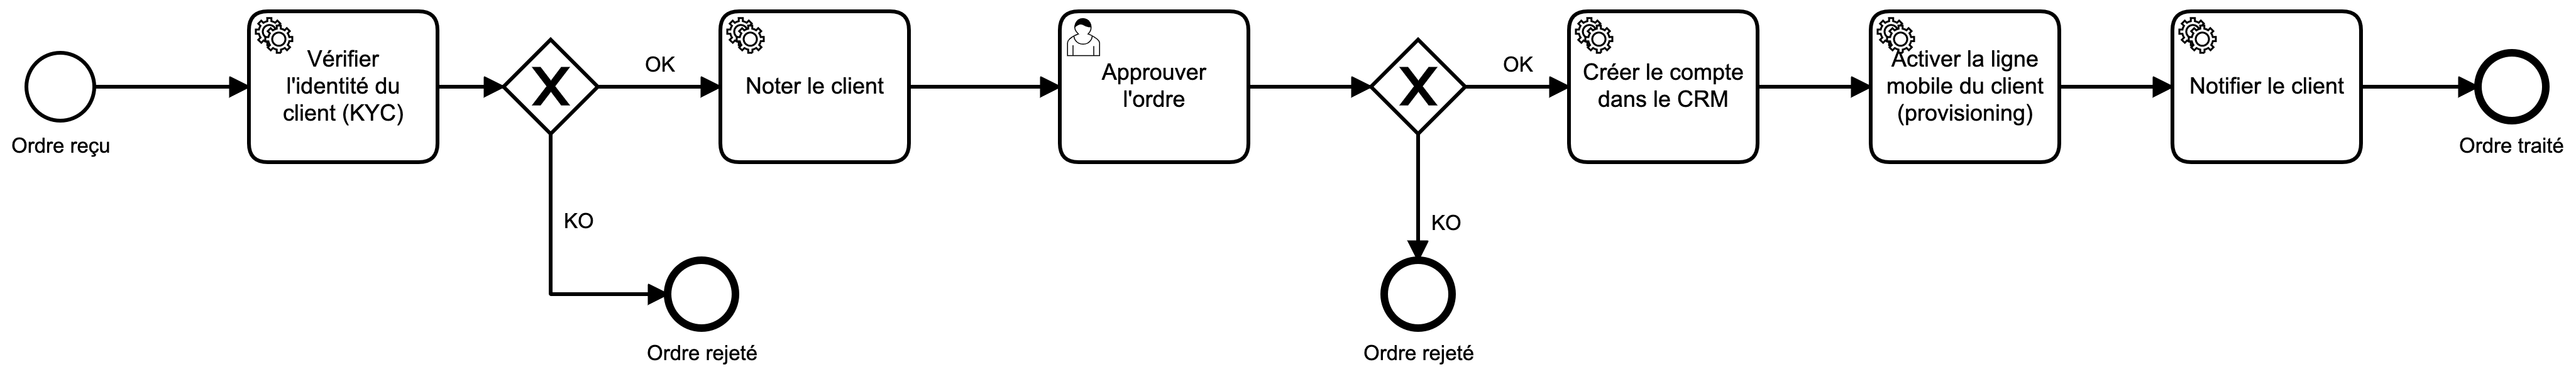 Ordre reçu
Vérifier
l'identité du
client (KYC)
OK
KO
Ordre rejeté
Noter le client
Approuver
l'ordre
OK
KO
Ordre rejeté
Créer le compte
dans le CRM
Activer la ligne
mobile du client
(provisioning)
Notifier le client
Ordre traité